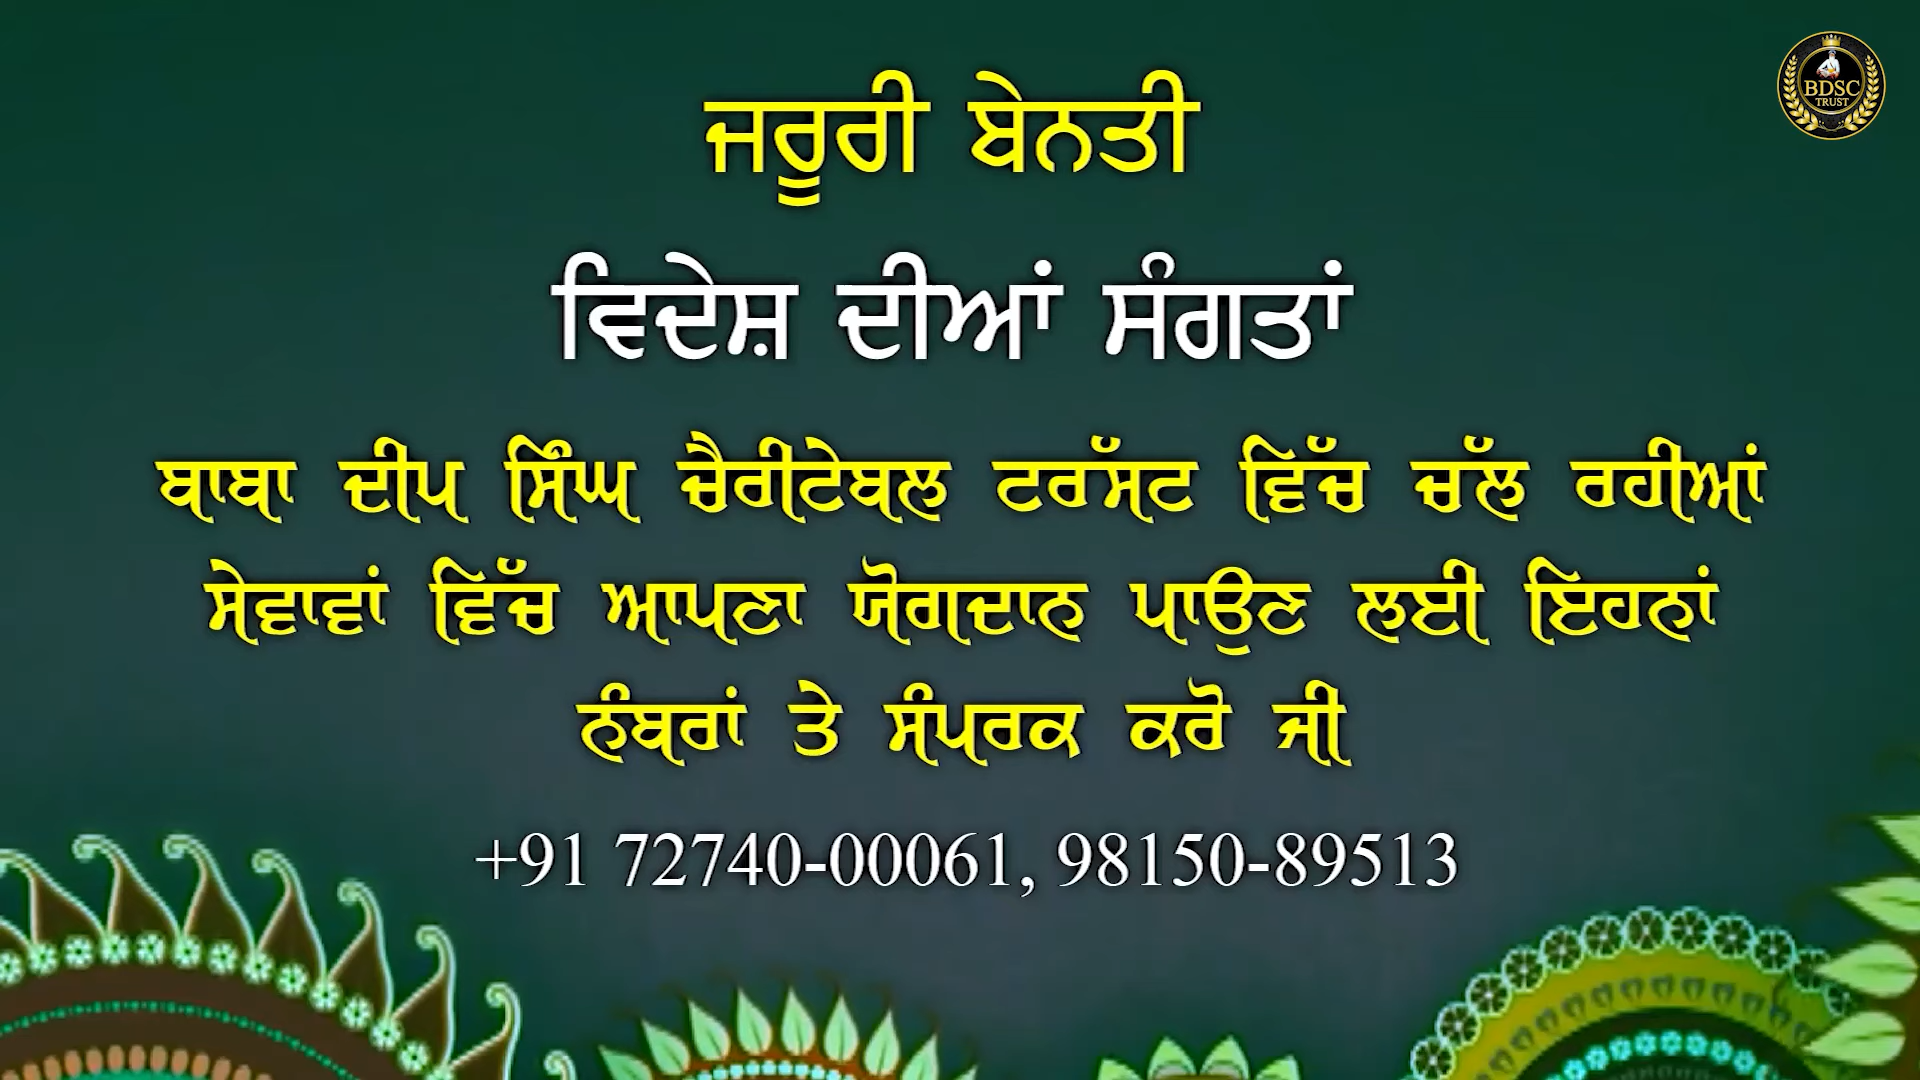 ਜਰੂਰੀ ਬੇਨਤੀ
ਵਿਦੇਸ਼ ਦੀਆਂ ਸੰਗਤਾਂ
ਬਾਬਾ ਦੀਪ ਸਿੰਘ ਚੈਰੀਟੇਬਲ ਟਰੱਸਟ ਵਿੱਚ ਚੱਲ ਰਹੀਆਂ
ਸੇਵਾਵਾਂ ਵਿੱਚ ਆਪਣਾ ਯੋਗਦਾਨ ਪਾਉਣ ਲਈ ਇਹਨਾਂ
ਨੰਬਰਾਂ ਤੇ ਸੰਪਰਕ ਕਰੋ ਜੀ
+91 72740-00061, 98150-89513
BDSC
TRUST